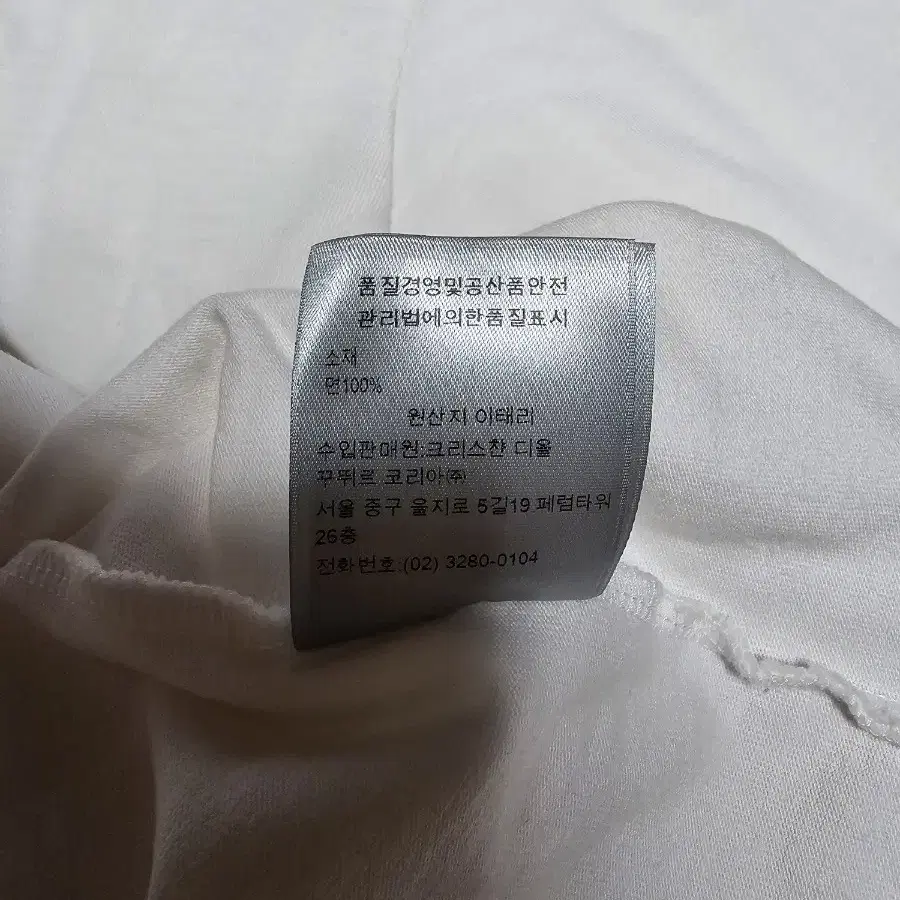 품질경영및공산품안전
관리법에의한품질표시
소재
면100%
원산지 이태리
수입판매원:크리스챤 디올
꾸뛰르 코리아㈜
서울 중구 을지로 5길19 페럼타워
26층
전화번호:(02) 3280-0104